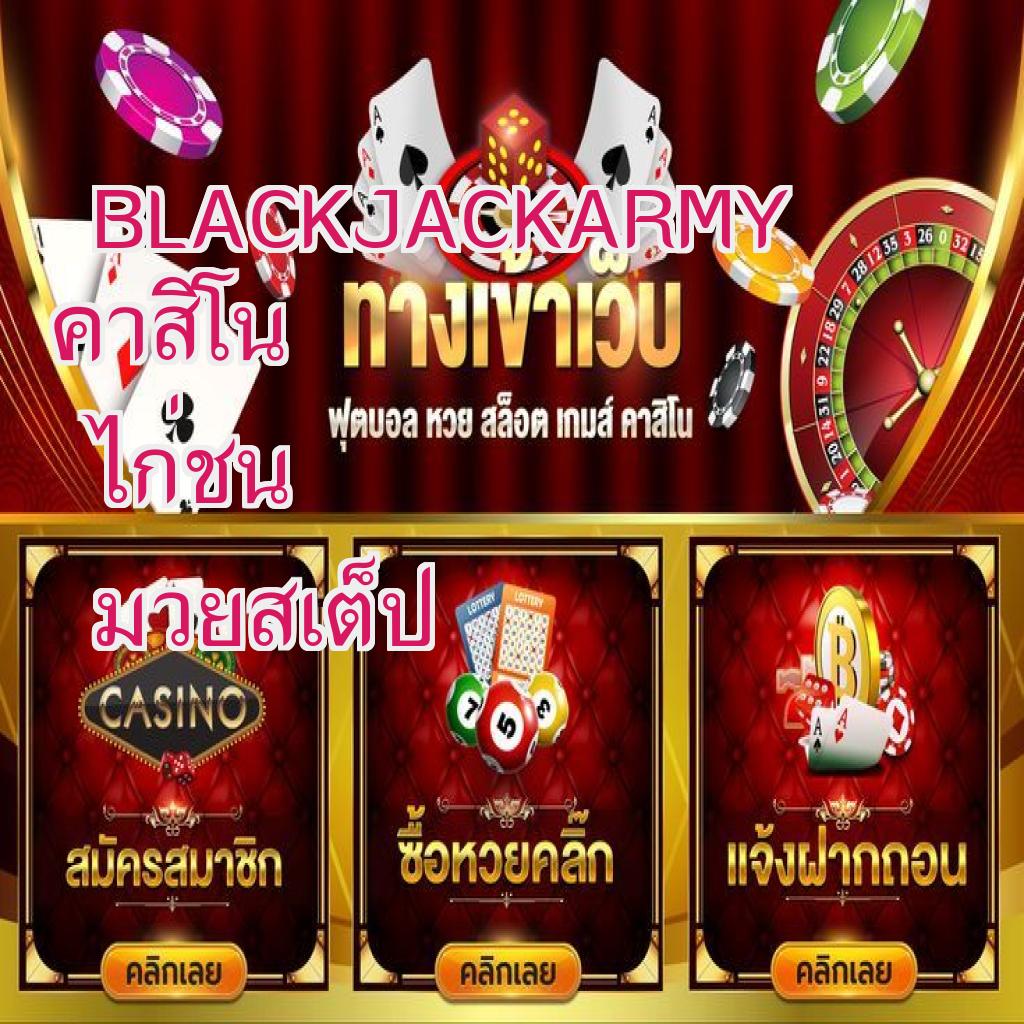 BLACKJACKARMY
คาสิโน
ทางเข้าเว็บ
ฟุตบอล หวย สล็อต เกมส์ คาสิโน
ไก่ชน
มวยสเต็ป
LOTTERY
LOTTERY
CASINO
7 5 3
B
A A
สมัครสมาชิก
ซื้อหวยคลิ๊ก
แจ้งฝากถอน
คลิกเลย
คลิกเลย
คลิกเลย